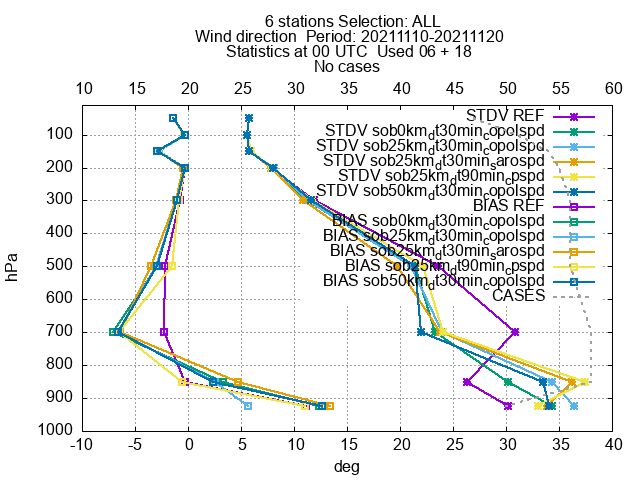 6 stations Selection: ALL
Wind direction Period: 20211110-20211120
Statistics at 00 UTC Used 06 + 18
No cases
10 15 20 25 30 35 40 45 50 55 60
STDV REF
STDV sob0km_dt30min_copolspd
STDV sob25km_dt30min_copolspd
STDV sob25km_dt30min_sarospd
STDV sob25km_dt90min_cpspd
STDV sob50km_dt30min_copolspd
BIAS REF
BIAS sob0km_dt30min_copolspd
BIAS sob25km_dt30min_copolspd
BIAS sob25km_dt30min_sarospd
BIAS sob25km_dt90min_cpspd
BIAS sob50km_dt30min_copolspd
CASES
100
200
300
400
500
600
700
800
900
1000
hPa
-10 -5 0 5 10 15 20 25 30 35 40
deg